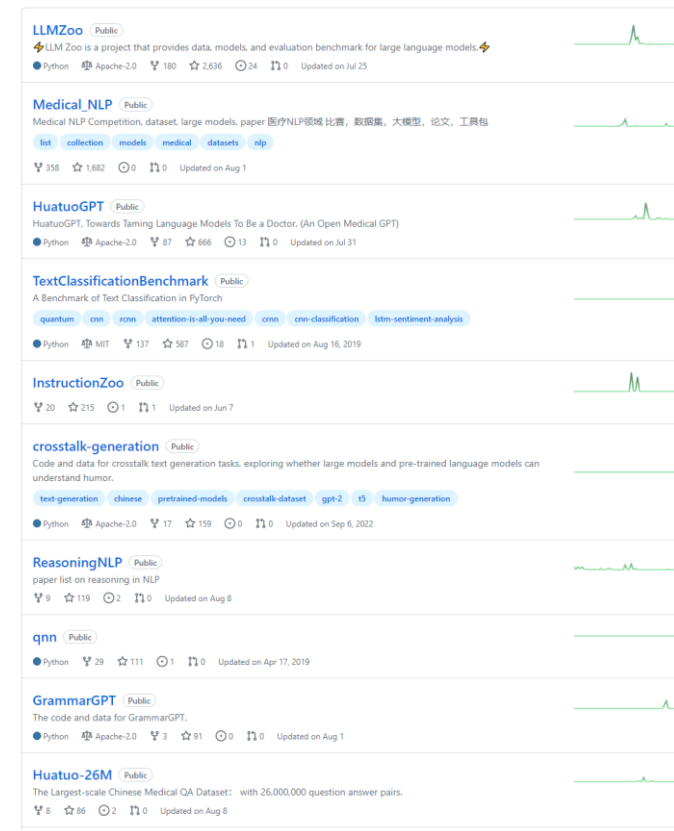 LLMZoo Public
⚡LLM Zoo is a project that provides data, models, and evaluation benchmark for large language models.⚡
Python Apache-2.0 180 2,636 24 0 Updated on Jul 25
Medical_NLP Public
Medical NLP Competition, dataset, large models, paper 医疗NLP领域 比赛，数据集，大模型，论文，工具包
list collection models medical datasets nlp
358 1,682 0 0 Updated on Aug 1
HuatuoGPT Public
HuatuoGPT, Towards Taming Language Models To Be a Doctor. (An Open Medical GPT)
Python Apache-2.0 87 666 13 0 Updated on Jul 31
TextClassificationBenchmark Public
A Benchmark of Text Classification in PyTorch
quantum cnn rcnn attention-is-all-you-need crnn cnn-classification lstm-sentiment-analysis
Python MIT 137 587 18 1 Updated on Aug 16, 2019
InstructionZoo Public
20 215 1 1 Updated on Jun 7
crosstalk-generation Public
Code and data for crosstalk text generation tasks, exploring whether large models and pre-trained language models can
understand humor.
text-generation chinese pretrained-models crosstalk-dataset gpt-2 t5 humor-generation
Python Apache-2.0 17 159 0 0 Updated on Sep 6, 2022
ReasoningNLP Public
paper list on reasoning in NLP
9 119 2 0 Updated on Aug 8
qnn Public
Python 29 111 1 0 Updated on Apr 17, 2019
GrammarGPT Public
The code and data for GrammarGPT.
Python Apache-2.0 3 91 0 0 Updated on Aug 1
Huatuo-26M Public
The Largest-scale Chinese Medical QA Dataset： with 26,000,000 question answer pairs.
8 86 2 0 Updated on Aug 8